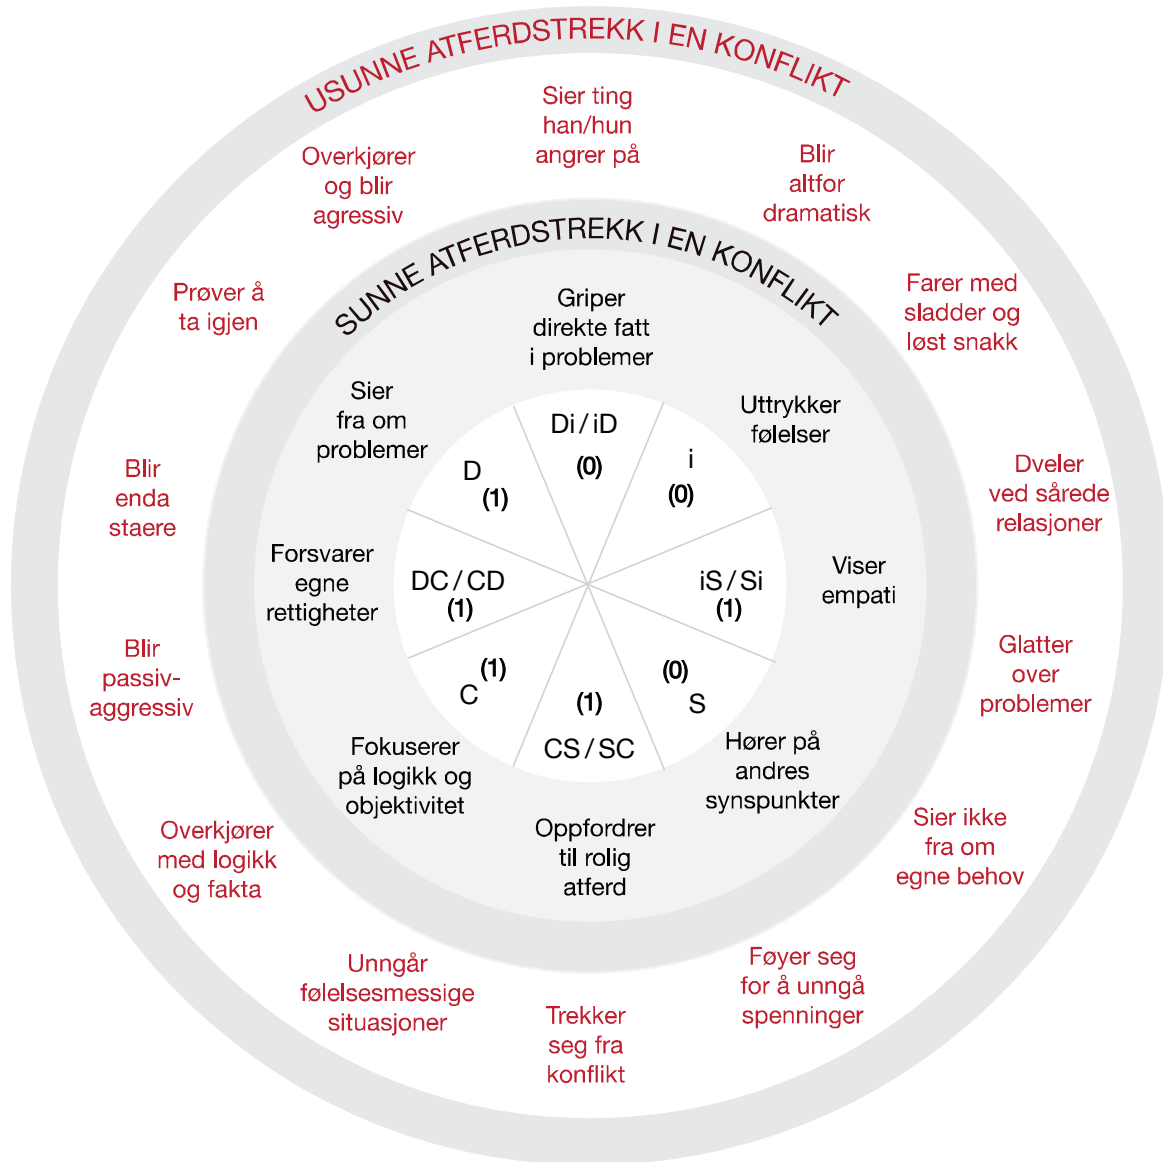 USUNNE ATFERDSTREKK I EN KONFLIKT
Sier ting
han/hun
angrer på
Blir
altfor
dramatisk
Farer med
sladder og
løst snakk
Dveler
ved sårede
relasjoner
Glatter
over
problemer
Sier ikke
fra om
egne behov
Føyer seg
for å unngå
spenninger
Trekker
seg fra
konflikt
Unngår
følelsesmessige
situasjoner
Overkjører
med logikk
og fakta
Blir
passiv-
aggressiv
Blir
enda
staere
Prøver å
ta igjen
Overkjører
og blir
agressiv
SUNNE ATFERDSTREKK I EN KONFLIKT
Griper
direkte fatt
i problemer
Uttrykker
følelser
Viser
empati
Hører på
andres
synspunkter
Oppfordrer
til rolig
atferd
Fokuserer
på logikk og
objektivitet
Forsvarer
egne
rettigheter
Sier
fra om
problemer
Di / iD
(0)
i
(0)
iS / Si
(1)
(0)
S
(1)
CS / SC
(1)
C
DC / CD
(1)
D
(1)